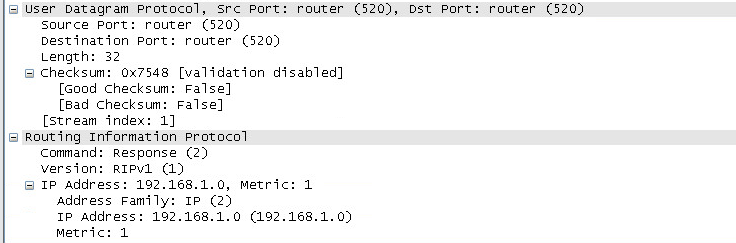 User Datagram Protocol, Src Port: router (520), Dst Port: router (520)
Source Port: router (520)
Destination Port: router (520)
Length: 32
Checksum: 0x7548 [validation disabled]
[Good Checksum: False]
[Bad Checksum: False]
[Stream index: 1]
Routing Information Protocol
Command: Response (2)
Version: RIPv1 (1)
IP Address: 192.168.1.0, Metric: 1
Address Family: IP (2)
IP Address: 192.168.1.0 (192.168.1.0)
Metric: 1